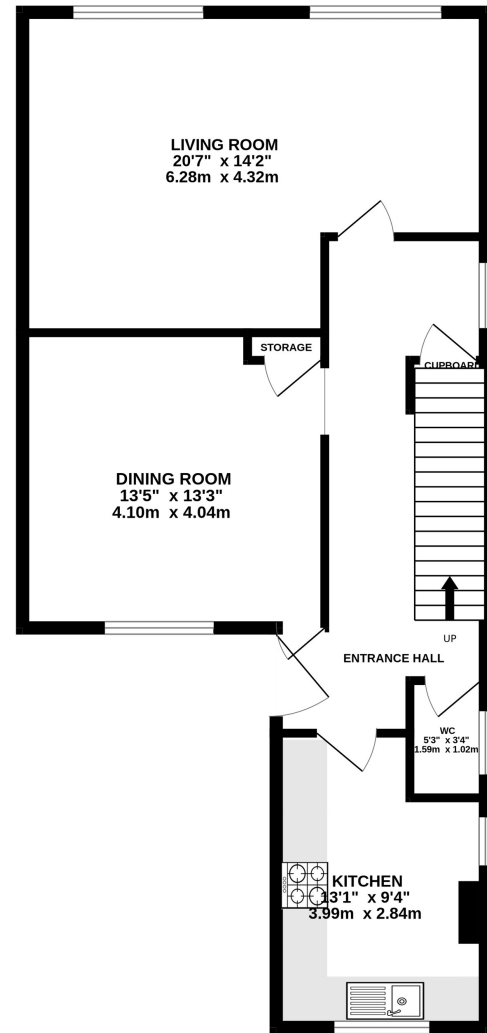 LIVING ROOM
20'7" x 14'2"
6.28m x 4.32m
STORAGE
CUPBOARD
DINING ROOM
13'5" x 13'3"
4.10m x 4.04m
UP
ENTRANCE HALL
WC
5'3" x 3'4"
1.59m x 1.02m
KITCHEN
13'1" x 9'4"
3.99m x 2.84m